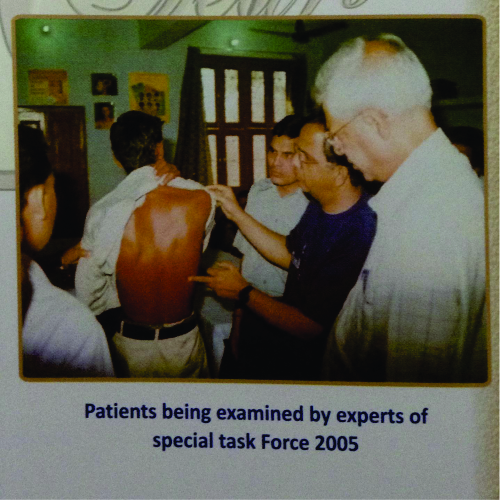 Patients being examined by experts of
special task Force 2005